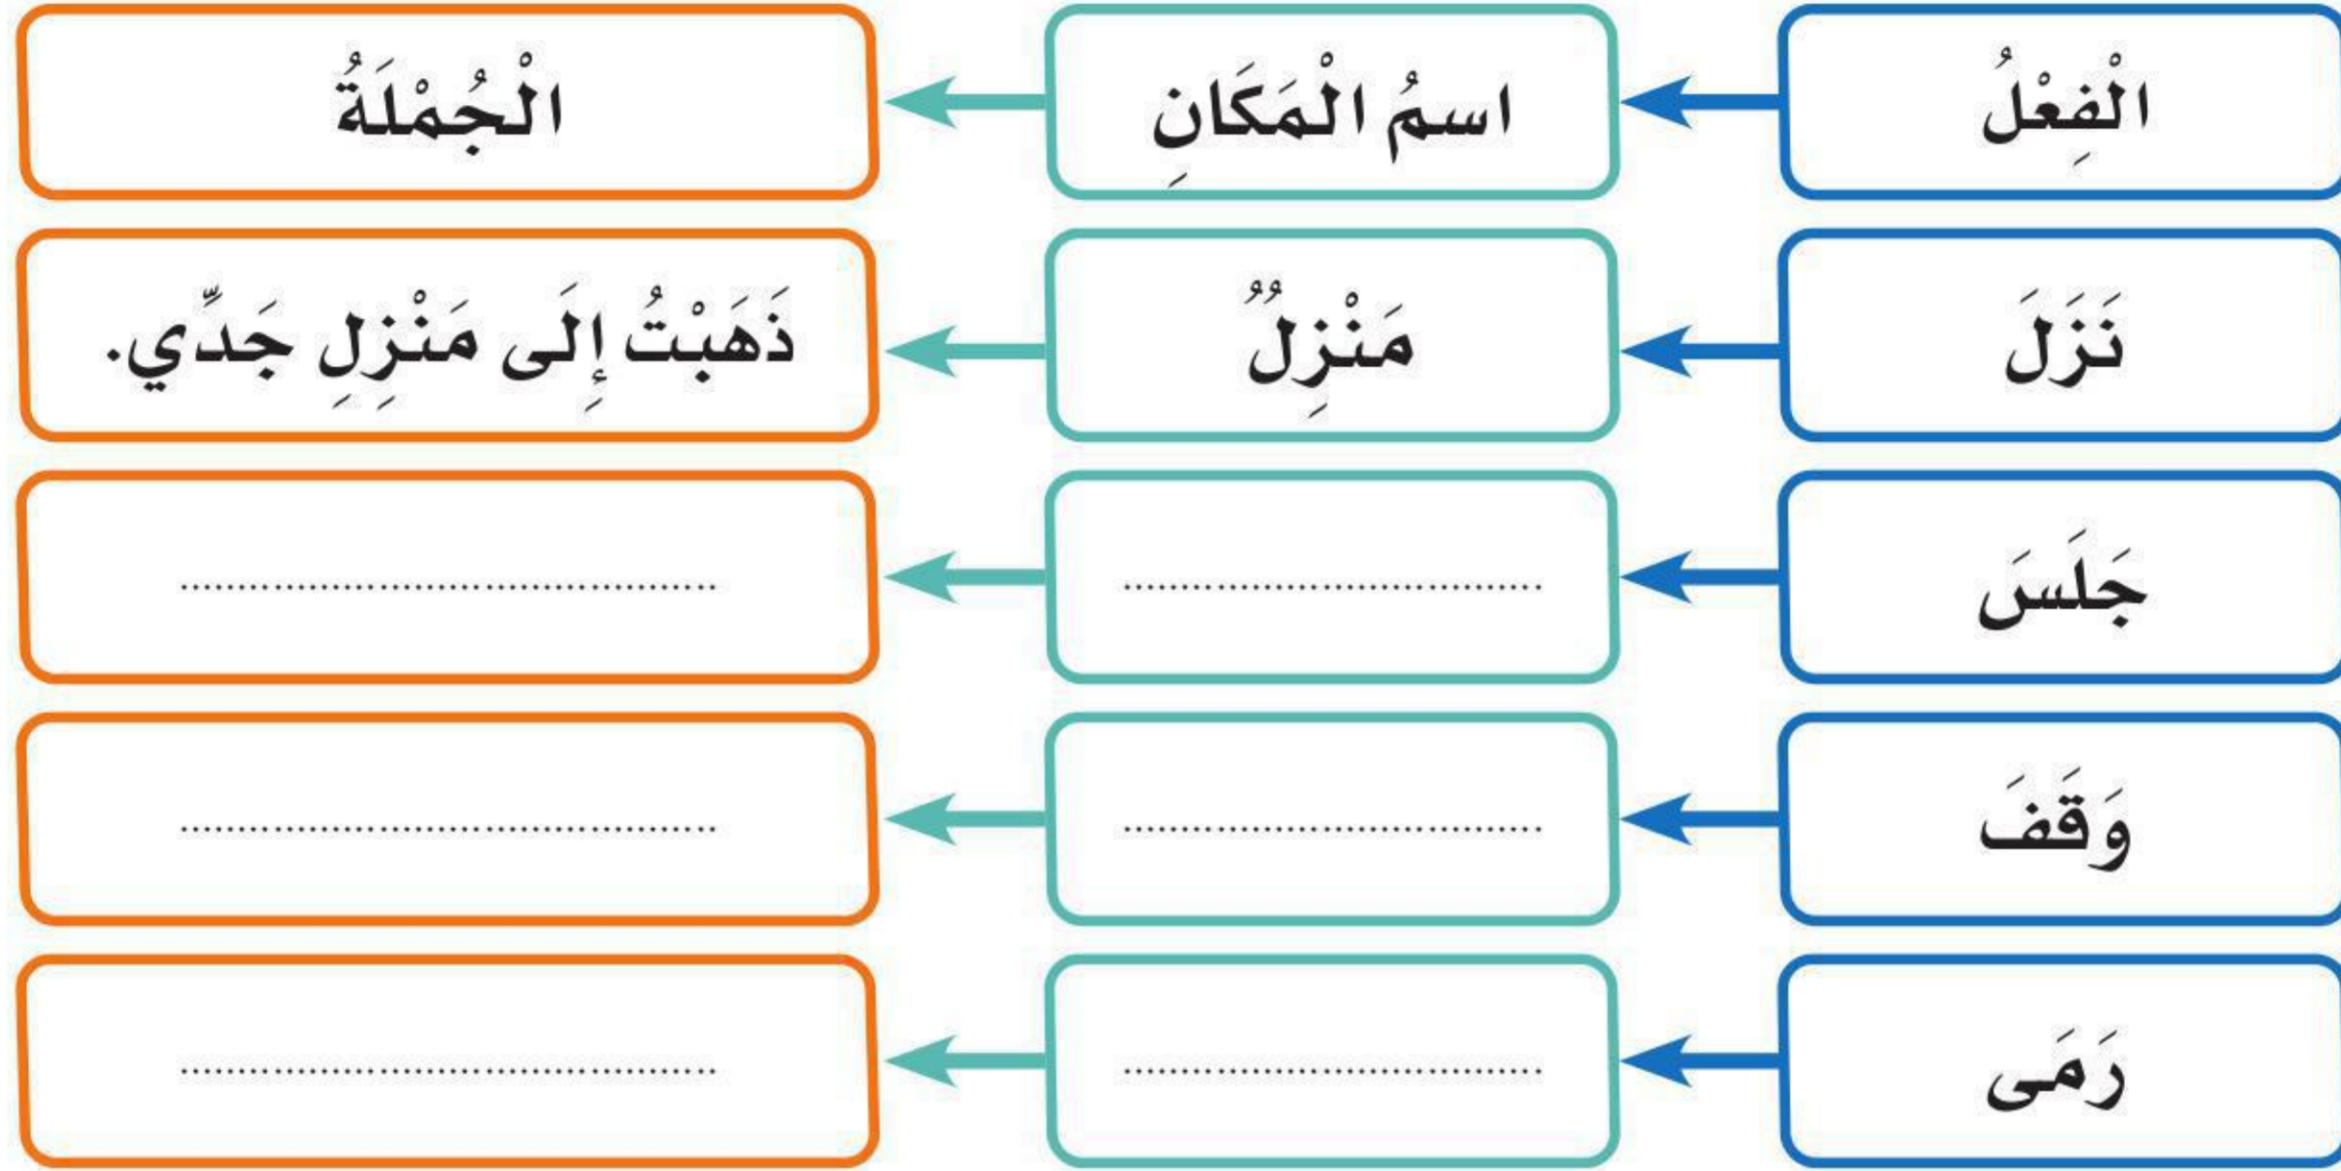 الْفِعْلُ اسمُ الْمَكَانِ الْجُمْلَةُ
نَزَلَ مَنْزِلٌ ذَهَبْتُ إِلَى مَنْزِلِ جَدِّي.
جَلَسَ ........................................ ........................................
وَقَفَ ........................................ ........................................
رَمَى ........................................ ........................................